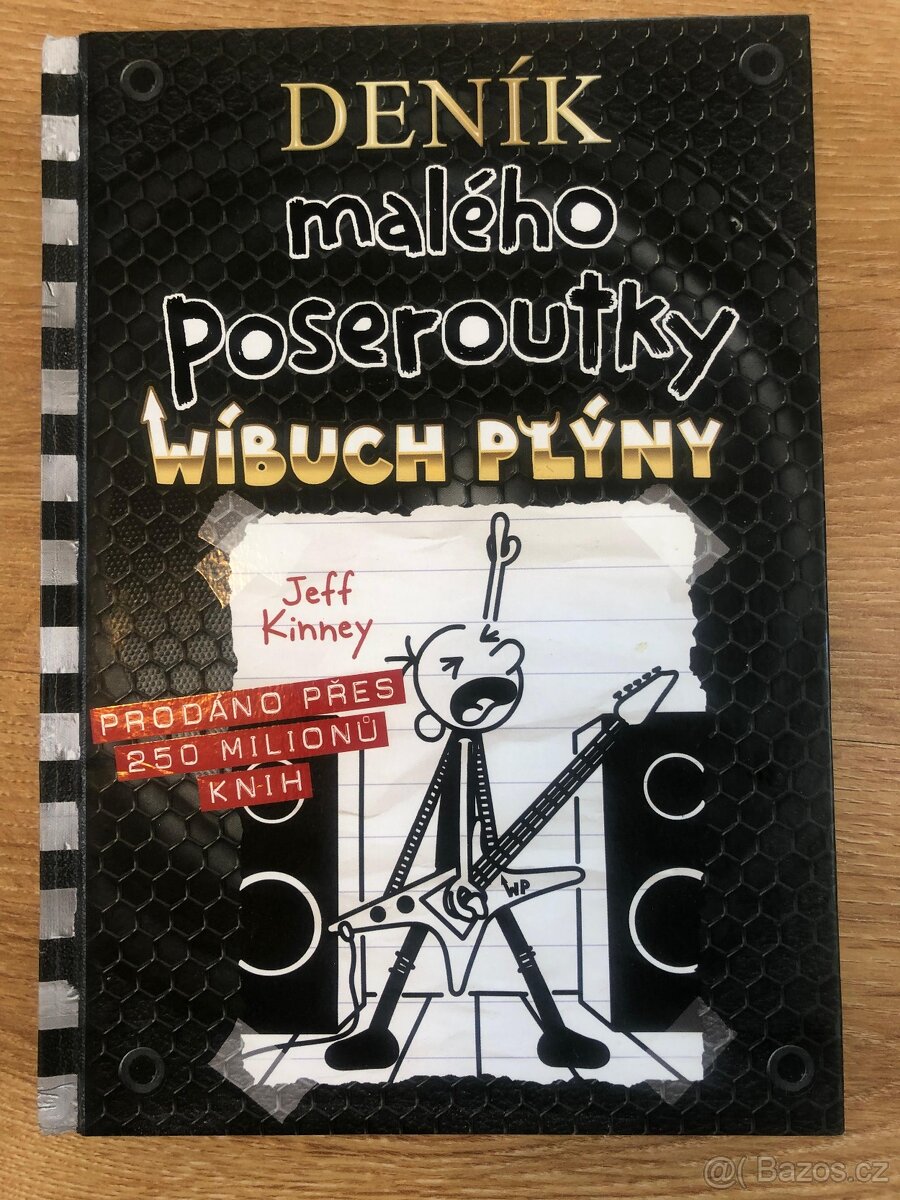 DENÍK
malého
poseroutky
WÍBUCH PLÝNY
Jeff
Kinney
PRODÁNO PŘES
250 MILIONŮ
KNIH
WP
@( Bazos.cz